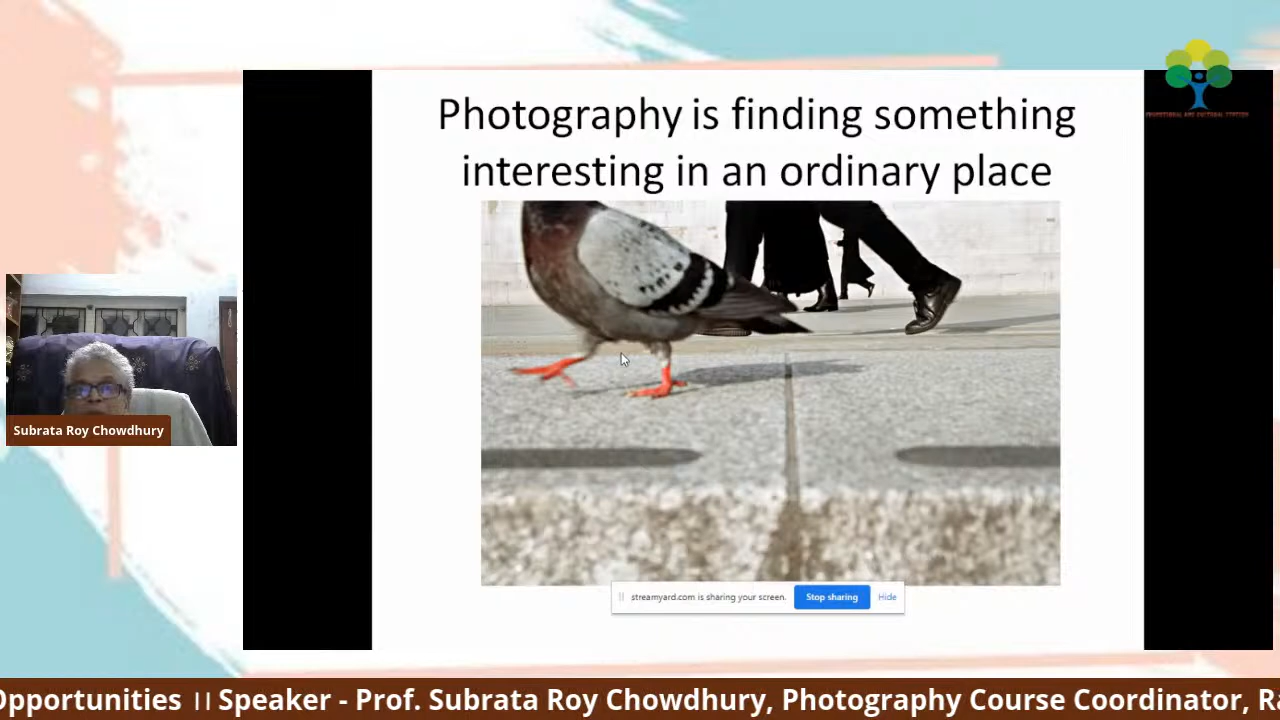 Photography is finding something
interesting in an ordinary place
Subrata Roy Chowdhury
streamyard.com is sharing your screen.
Stop sharing
Hide
Opportunities || Speaker - Prof. Subrata Roy Chowdhury, Photography Course Coordinator,